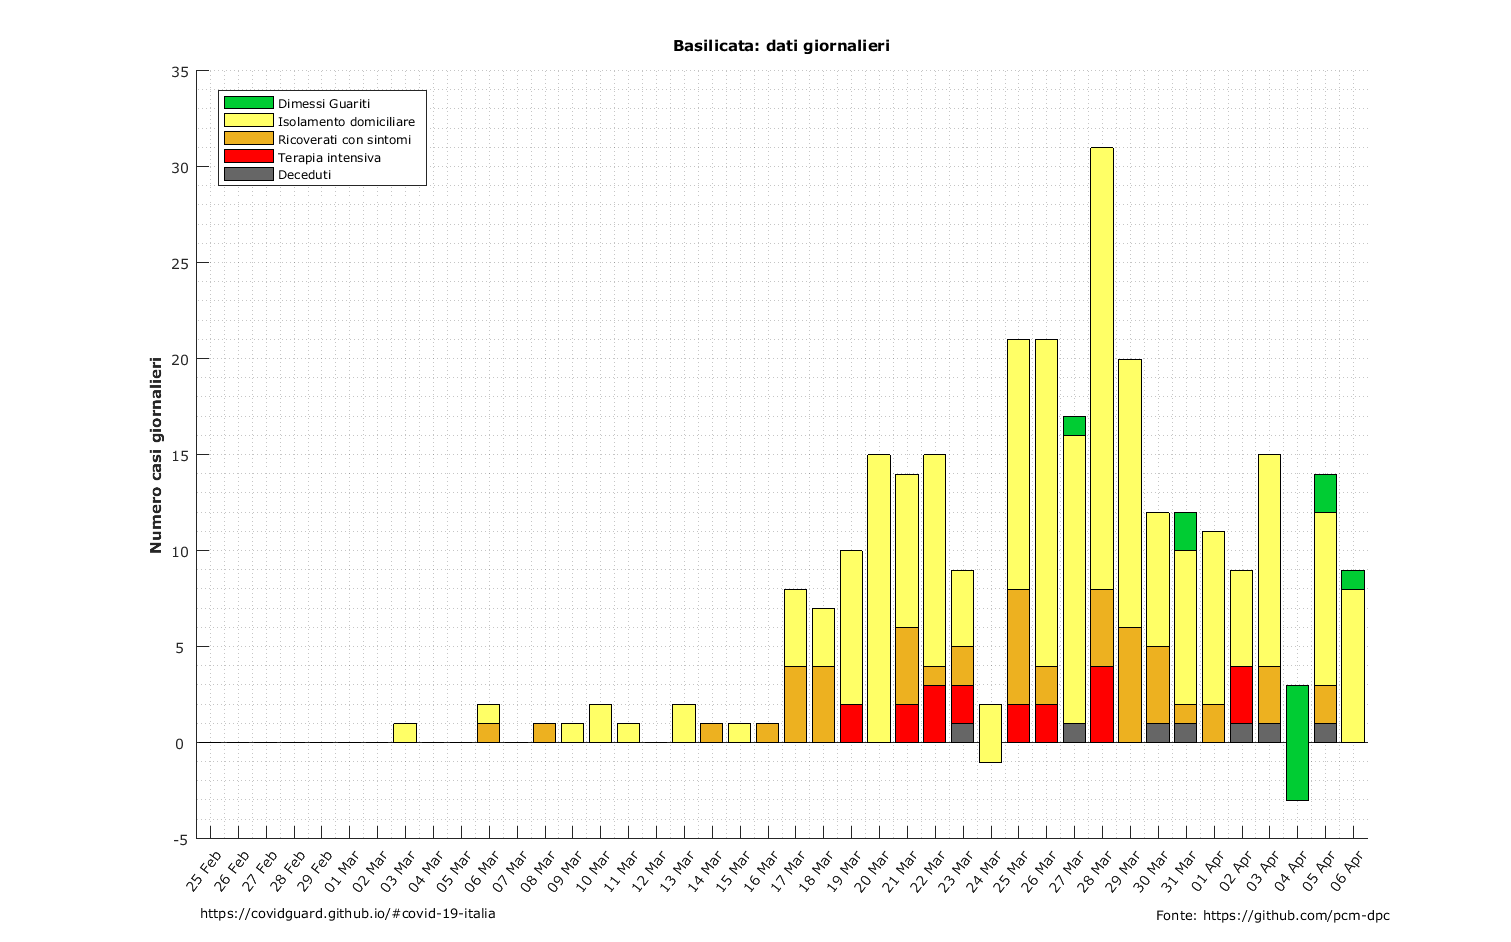 Basilicata: dati giornalieri
35
30
25
20
15
10
5
0
-5
Numero casi giornalieri
Dimessi Guariti
Isolamento domiciliare
Ricoverati con sintomi
Terapia intensiva
Deceduti
25 Feb
26 Feb
27 Feb
28 Feb
29 Feb
01 Mar
02 Mar
03 Mar
04 Mar
05 Mar
06 Mar
07 Mar
08 Mar
09 Mar
10 Mar
11 Mar
12 Mar
13 Mar
14 Mar
15 Mar
16 Mar
17 Mar
18 Mar
19 Mar
20 Mar
21 Mar
22 Mar
23 Mar
24 Mar
25 Mar
26 Mar
27 Mar
28 Mar
29 Mar
30 Mar
31 Mar
01 Apr
02 Apr
03 Apr
04 Apr
05 Apr
06 Apr
https://covidguard.github.io/#covid-19-italia
Fonte: https://github.com/pcm-dpc